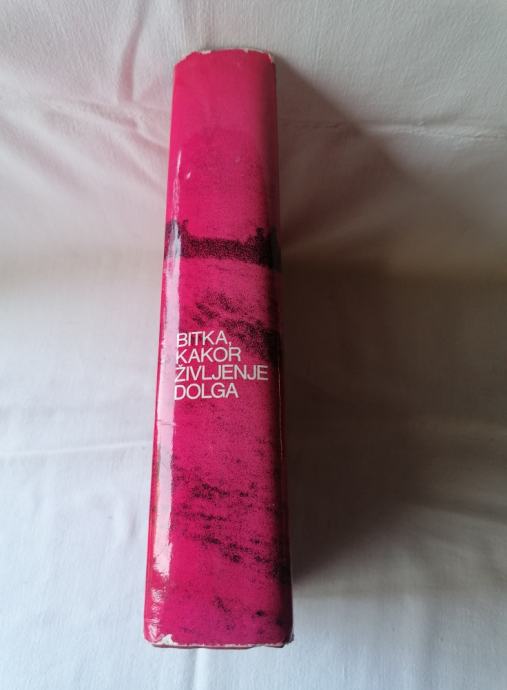 BITKA,
KAKOR
ŽIVLJENJE
DOLGA